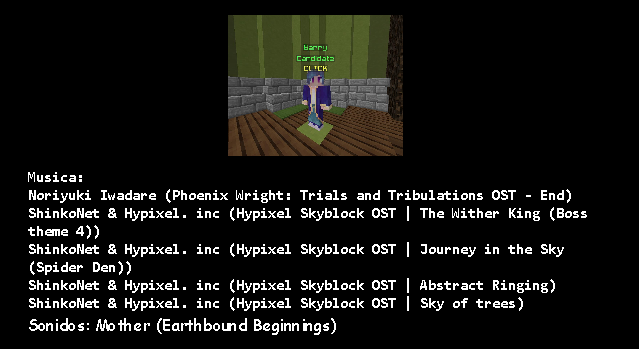 Barry
Candidate
CLICK
Musica:
Noriyuki Iwadare (Phoenix Wright: Trials and Tribulations OST - End)
ShinkoNet & Hypixel. inc (Hypixel Skyblock OST | The Wither King (Boss
theme 4))
ShinkoNet & Hypixel. inc (Hypixel Skyblock OST | Journey in the Sky
(Spider Den))
ShinkoNet & Hypixel. inc (Hypixel Skyblock OST | Abstract Ringing)
ShinkoNet & Hypixel. inc (Hypixel Skyblock OST | Sky of trees)
Sonidos: Mother (Earthbound Beginnings)